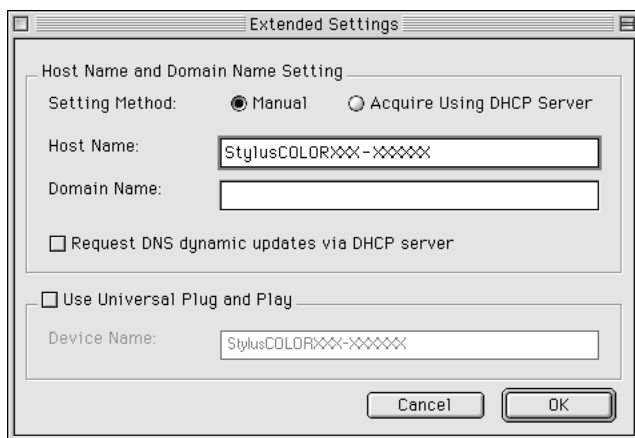 Extended Settings
Host Name and Domain Name Setting
Setting Method: Manual Acquire Using DHCP Server
Host Name: StylusCOLORXXX-XXXXXX
Domain Name:
Request DNS dynamic updates via DHCP server
Use Universal Plug and Play
Device Name: StylusCOLORXXX-XXXXXX
Cancel OK